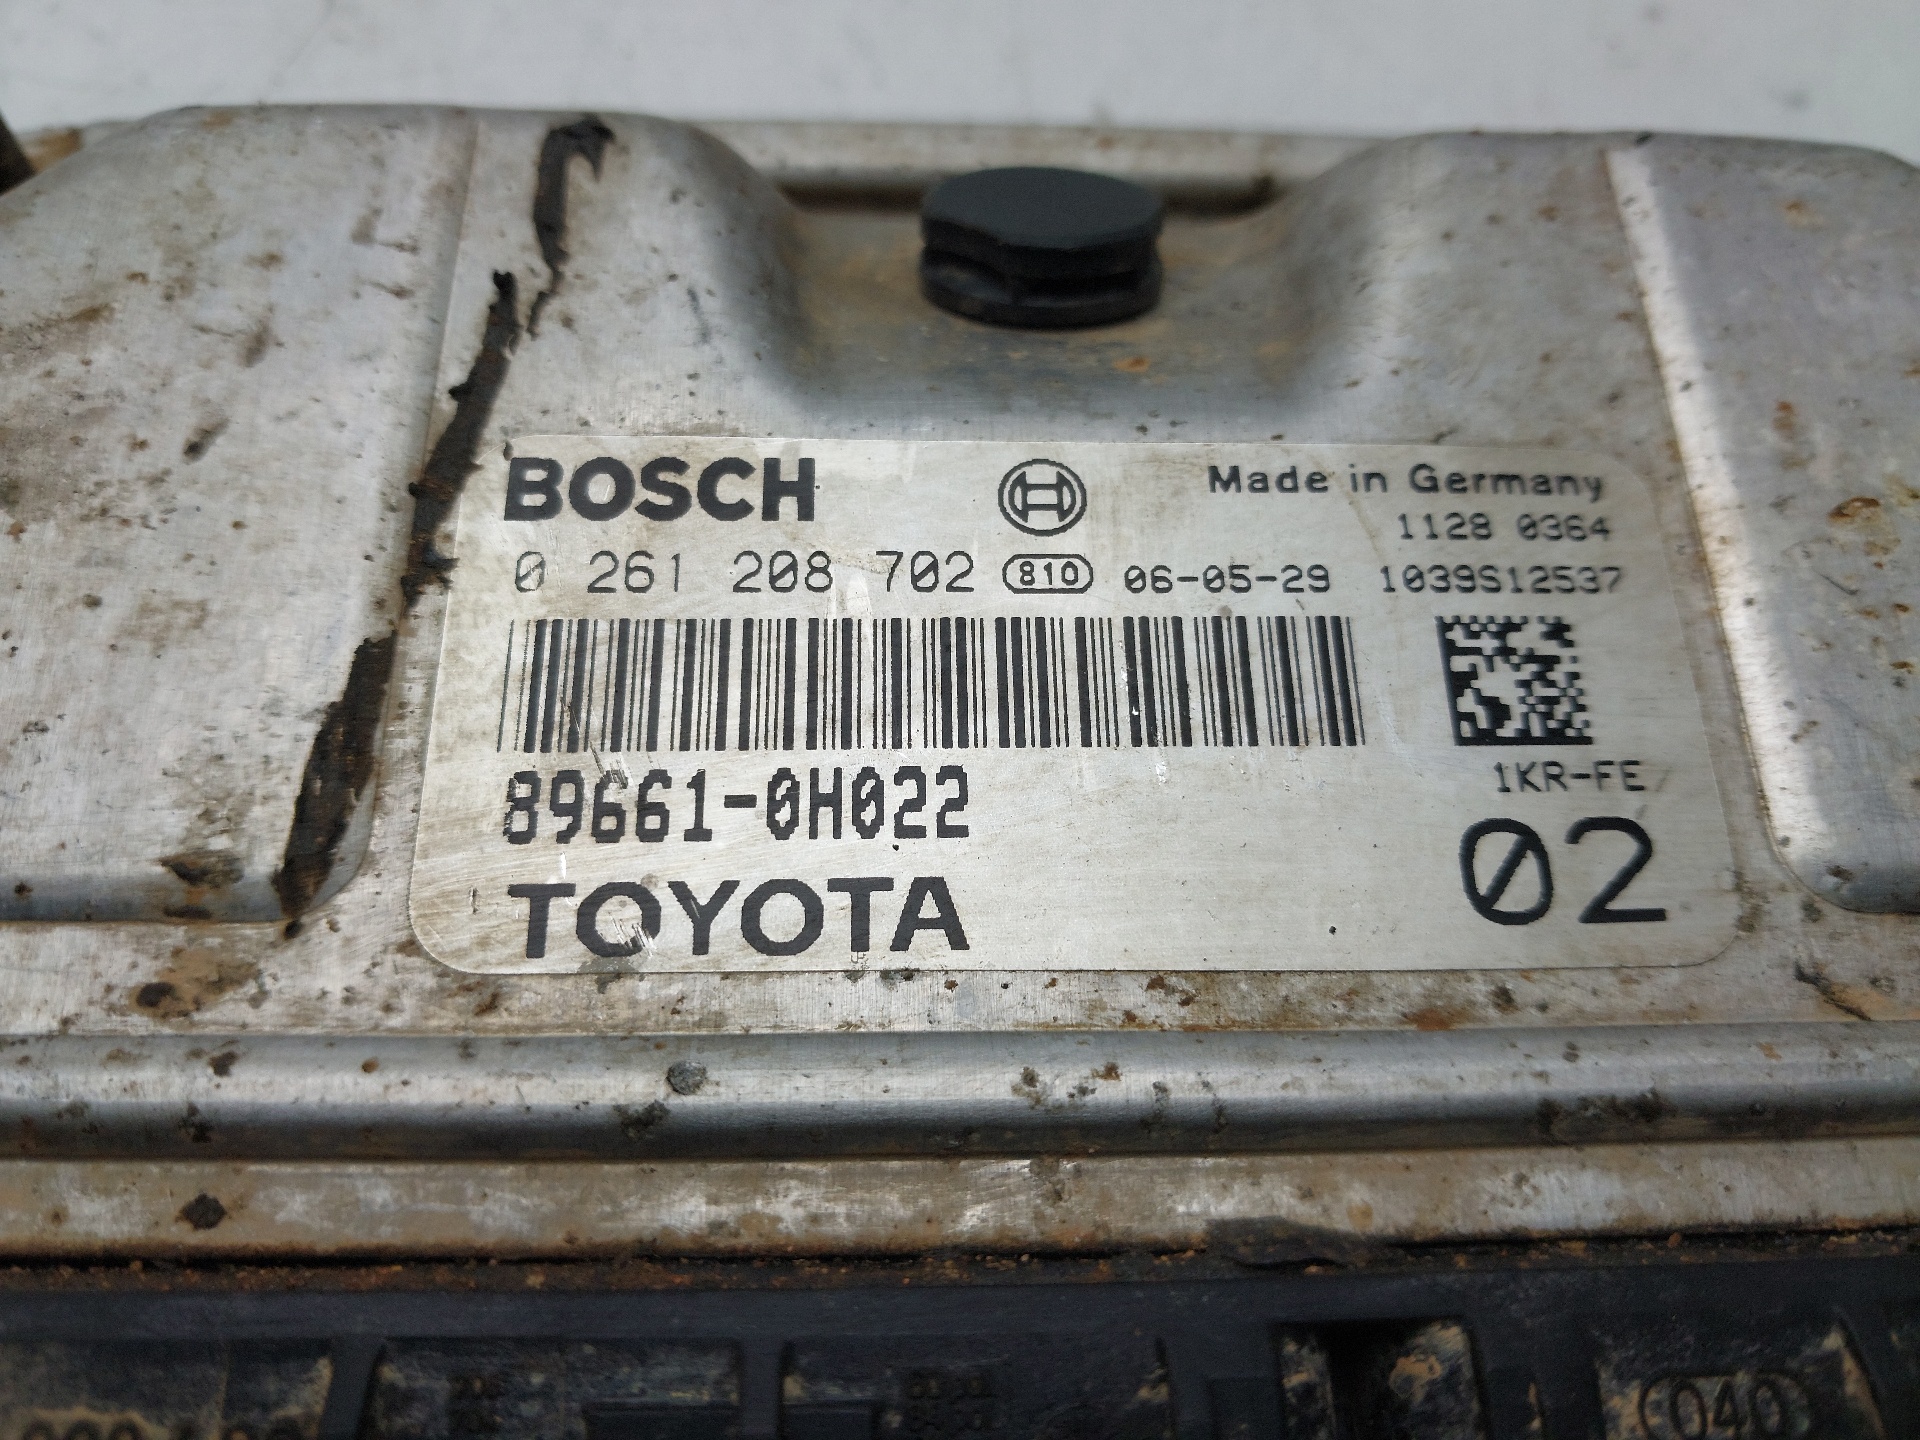 BOSCH
Made in Germany
1128 0364
0 261 208 702 810 06-05-29 1039S12537
89661-0H022
1KR-FE
TOYOTA
02
040